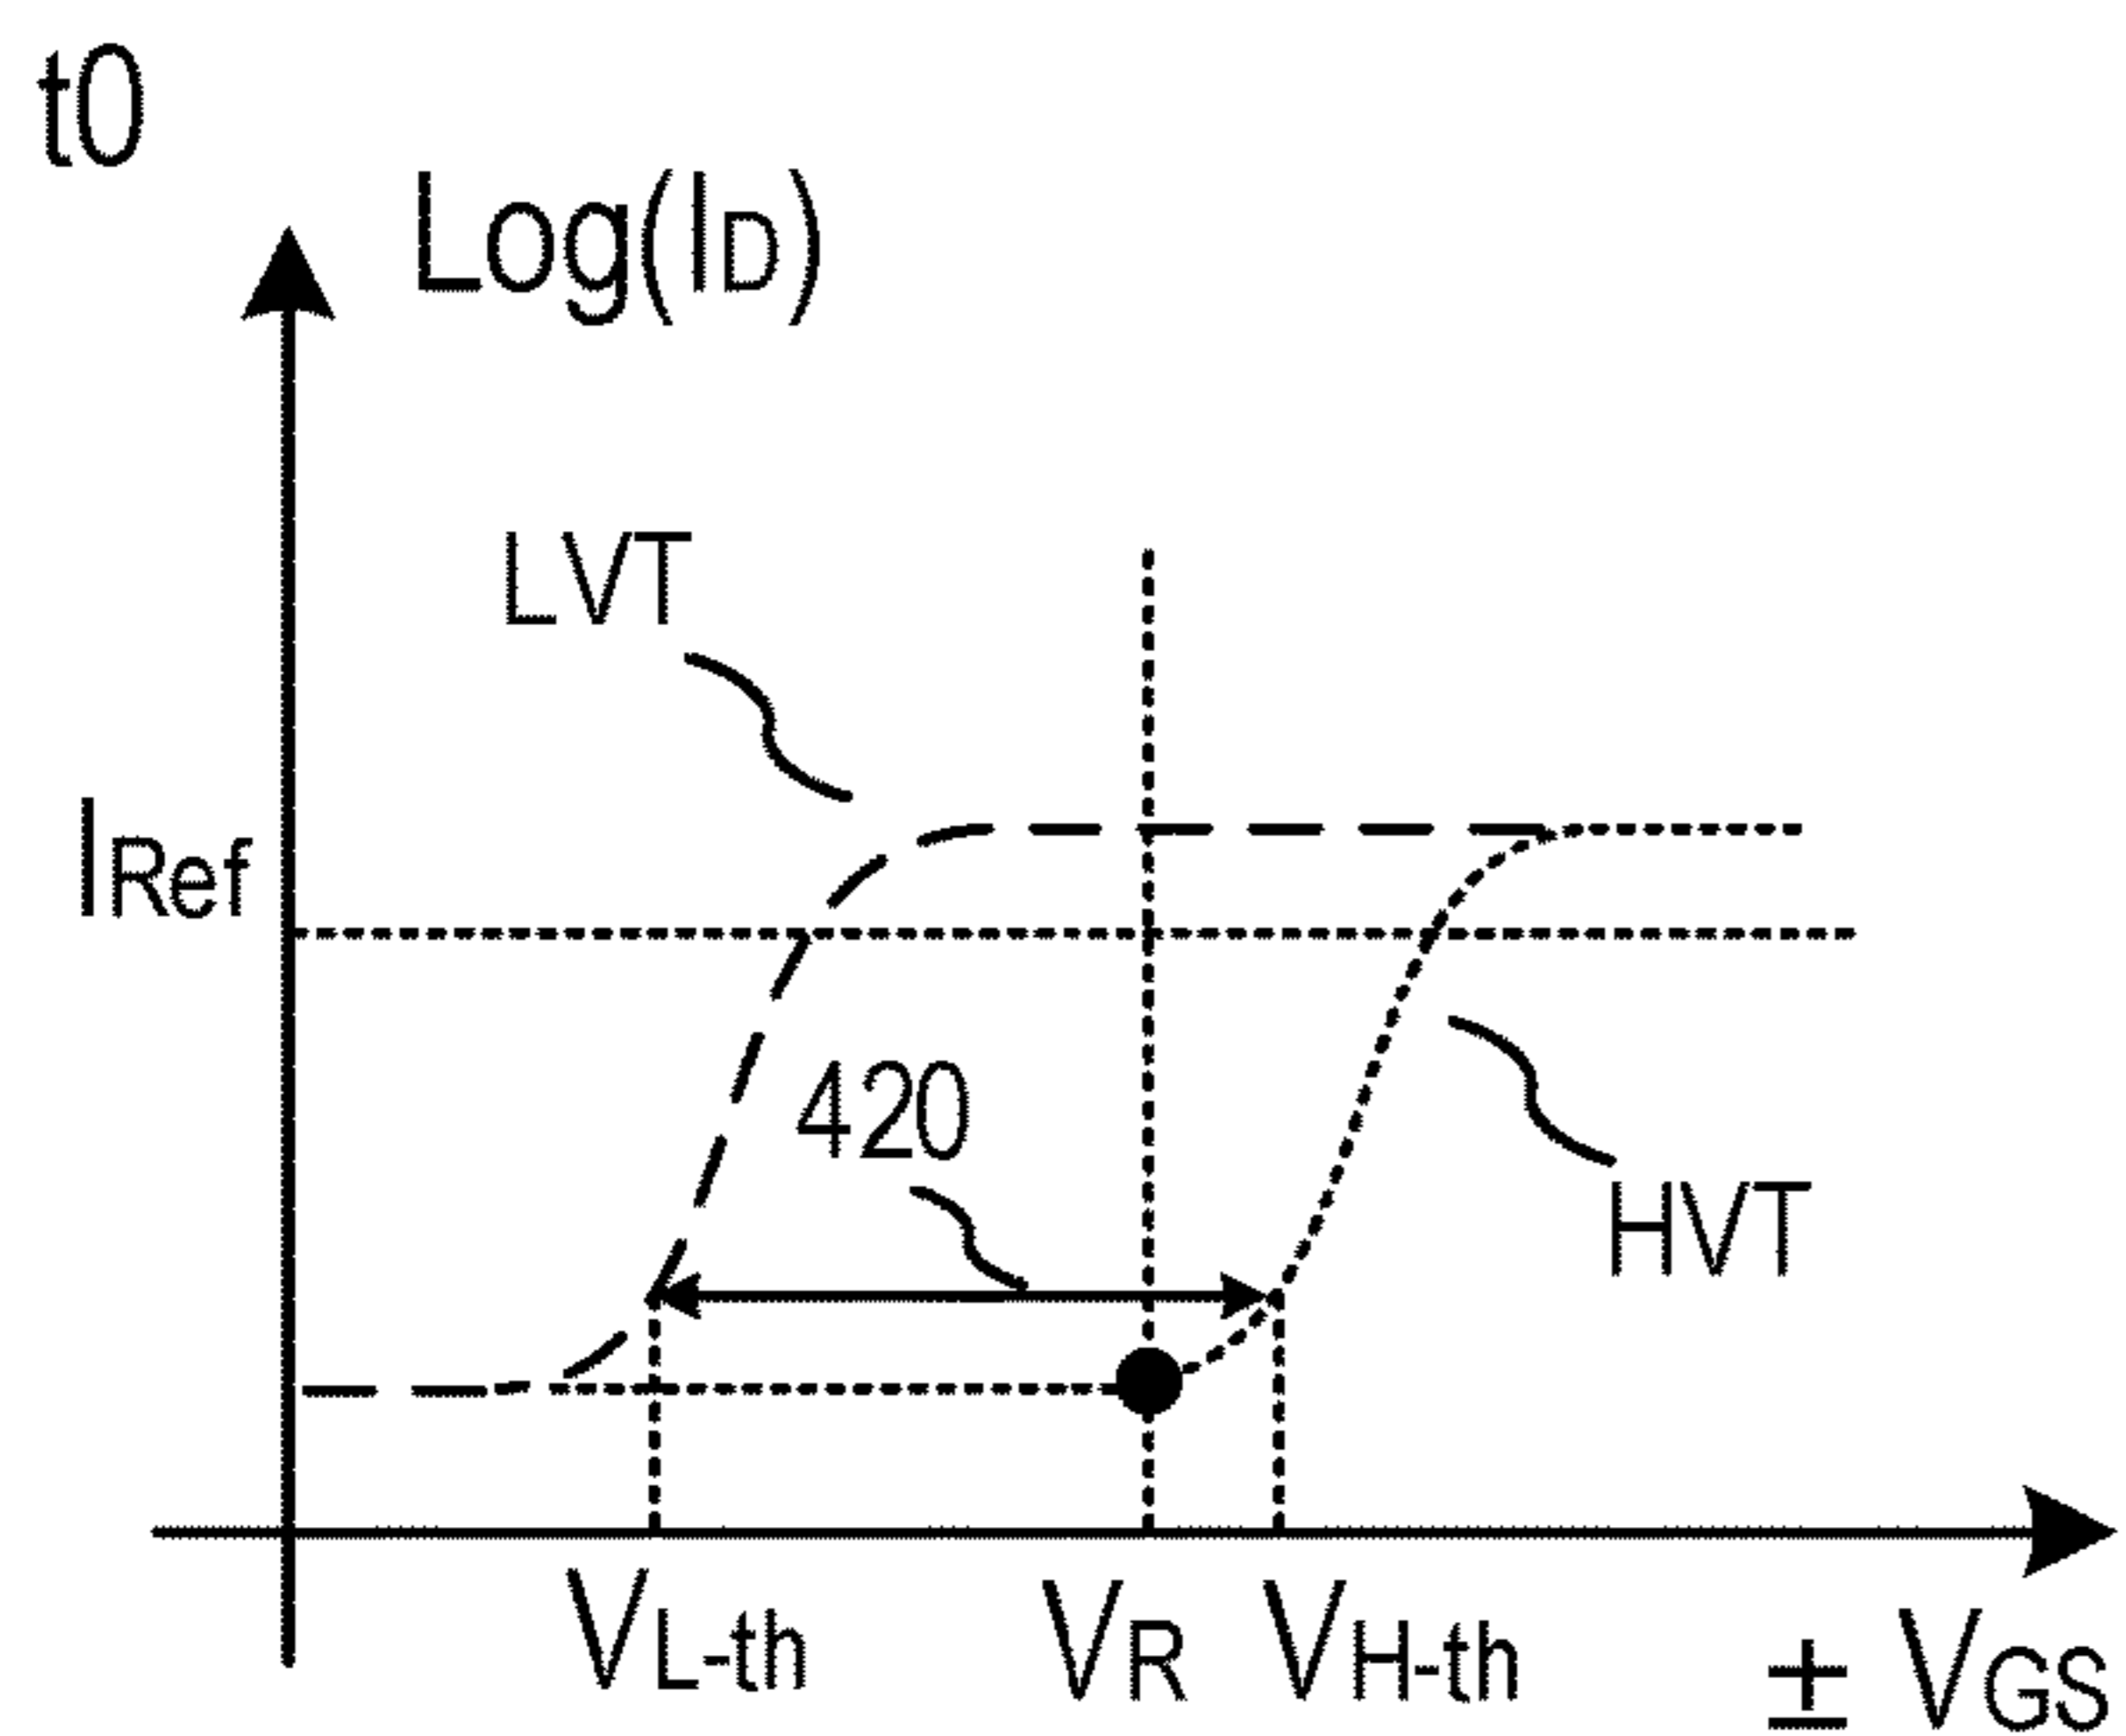 t0
Log(ID)
LVT
IRef
420
HVT
VL-th
VR
VH-th
± VGS